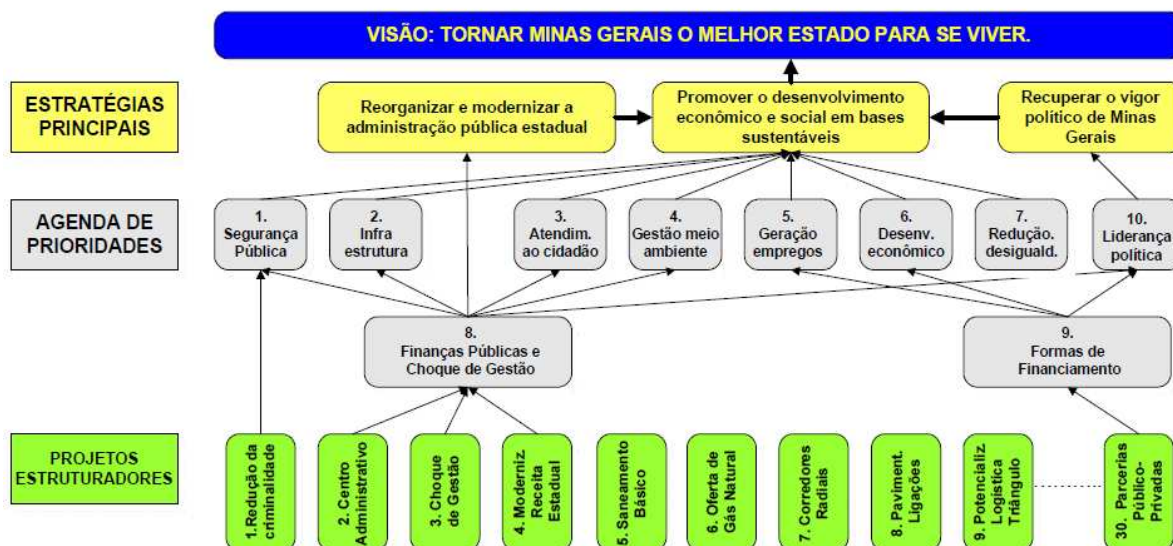 VISÃO: TORNAR MINAS GERAIS O MELHOR ESTADO PARA SE VIVER.
ESTRATÉGIAS
PRINCIPAIS
Reorganizar e modernizar a
administração pública estadual
Promover o desenvolvimento
econômico e social em bases
sustentáveis
Recuperar o vigor
político de Minas
Gerais
AGENDA DE
PRIORIDADES
1.
Segurança
Pública
2.
Infra
estrutura
3.
Atendim.
ao cidadão
4.
Gestão meio
ambiente
5.
Geração
empregos
6.
Desenv.
econômico
7.
Redução.
desiguald.
10.
Liderança
política
8.
Finanças Públicas e
Choque de Gestão
9.
Formas de
Financiamento
PROJETOS
ESTRUTURADORES
1.Redução da
criminalidade
2. Centro
Administrativo
3. Choque
de Gestão
4. Moderniz.
Receita
Estadual
5. Saneamento
Básico
6. Oferta de
Gás Natural
7. Corredores
Radiais
8. Paviment.
Ligações
9. Potencializ.
Logística
Triângulo
30. Parcerias
Público-
Privadas